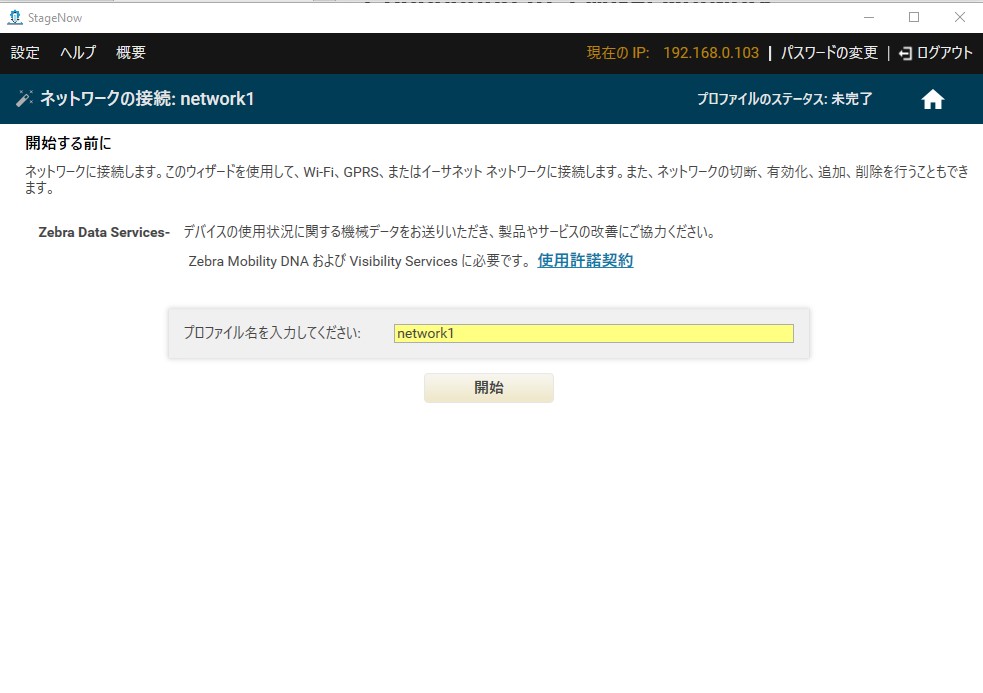 StageNow
設定 ヘルプ 概要 現在の IP: 192.168.0.103 | パスワードの変更 | ログアウト
ネットワークの接続: network1 プロファイルのステータス: 未完了
開始する前に
ネットワークに接続します。このウィザードを使用して、Wi-Fi、GPRS、またはイーサネット ネットワークに接続します。また、ネットワークの切断、有効化、追加、削除を行うこともでき
ます。
Zebra Data Services- デバイスの使用状況に関する機械データをお送りいただき、製品やサービスの改善にご協力ください。
Zebra Mobility DNA および Visibility Services に必要です。 使用許諾契約
プロファイル名を入力してください: network1
開始